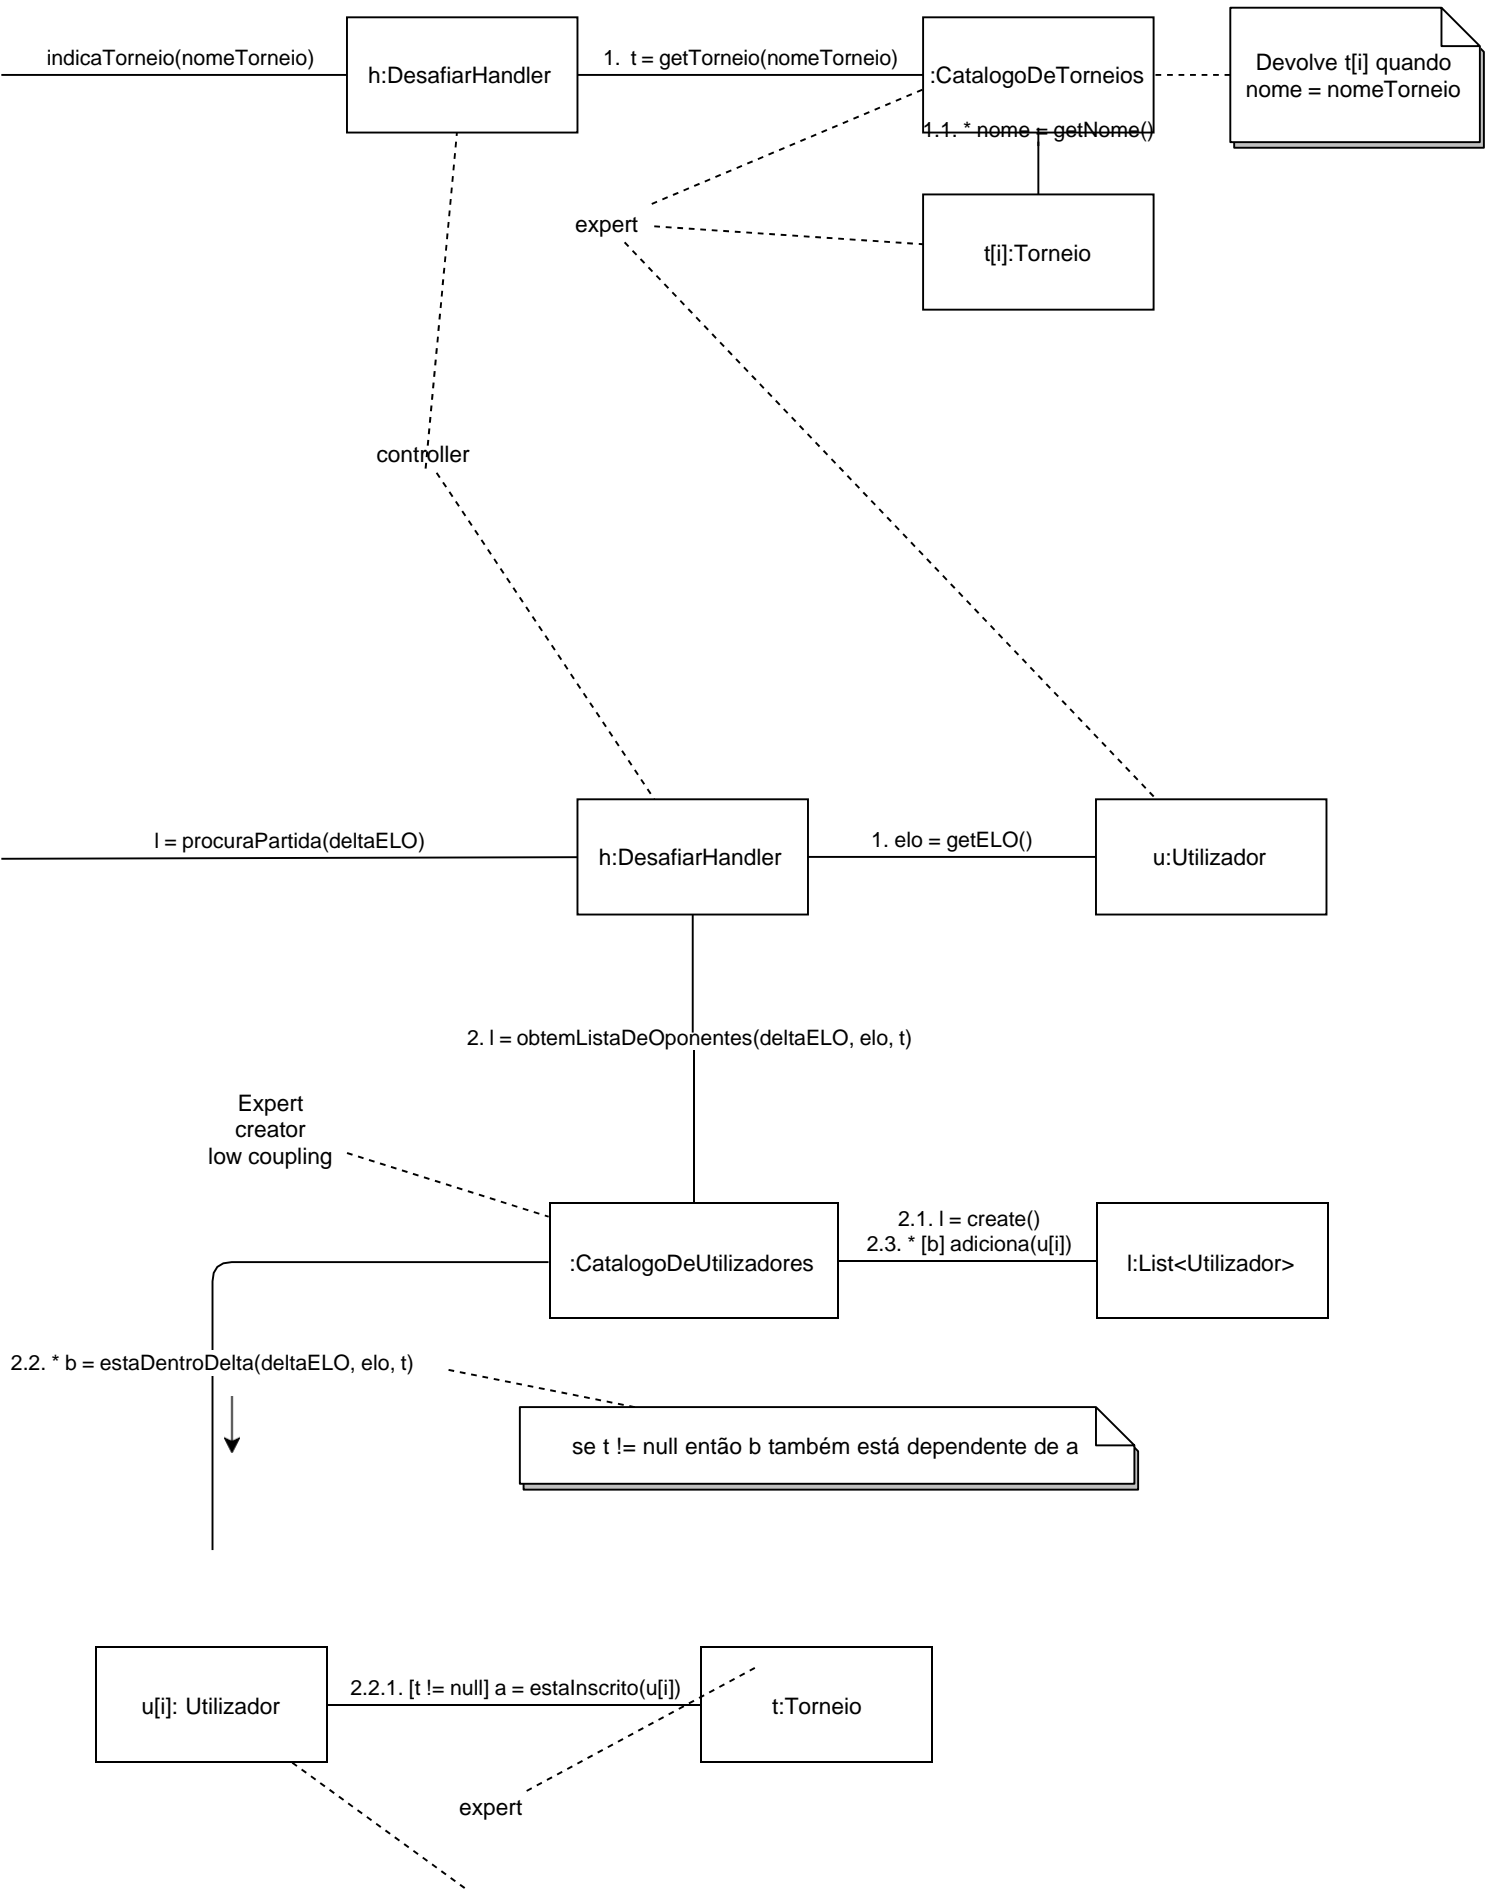 indicaTorneio(nomeTorneio)
h:DesafiarHandler
1. t = getTorneio(nomeTorneio)
:CatalogoDeTorneios
Devolve t[i] quando
nome = nomeTorneio
1.1. * nome = getNome()
expert
t[i]:Torneio
controller
l = procuraPartida(deltaELO)
h:DesafiarHandler
1. elo = getELO()
u:Utilizador
2. l = obtemListaDeOponentes(deltaELO, elo, t)
Expert
creator
low coupling
:CatalogoDeUtilizadores
2.1. l = create()
2.3. * [b] adiciona(u[i])
l:List<Utilizador>
2.2. * b = estaDentroDelta(deltaELO, elo, t)
se t != null então b também está dependente de a
u[i]: Utilizador
2.2.1. [t != null] a = estaInscrito(u[i])
t:Torneio
expert